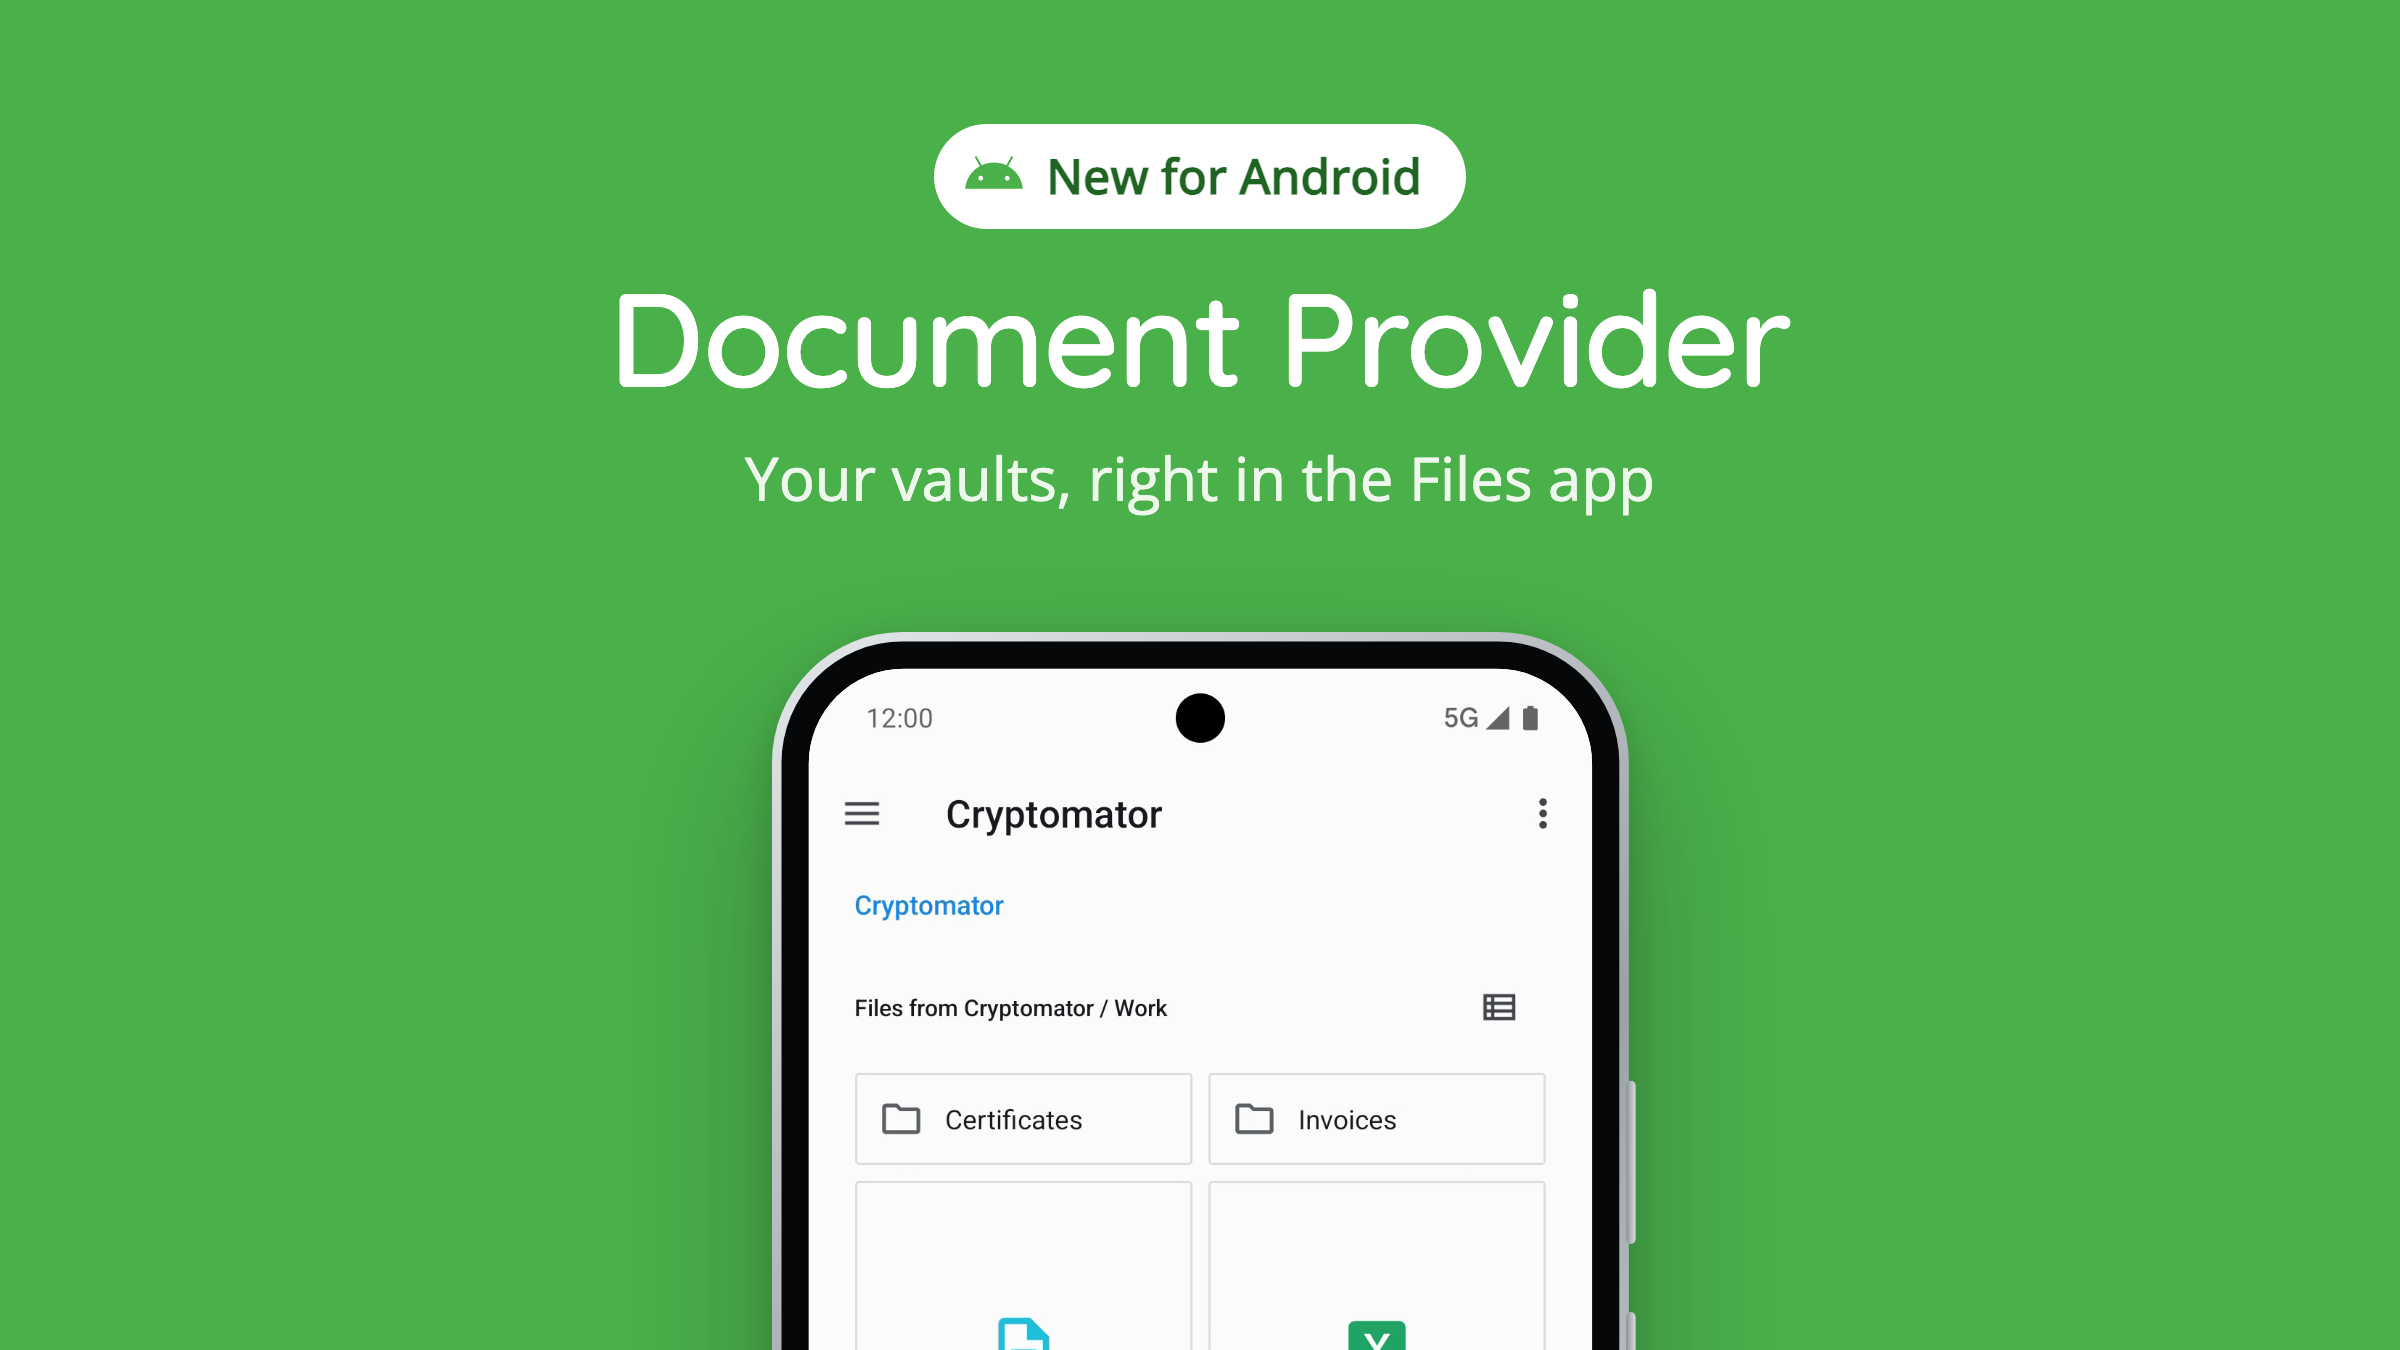 New for Android
Document Provider
Your vaults, right in the Files app
12:00
5G
Cryptomator
Cryptomator
Files from Cryptomator / Work
Certificates
Invoices
X